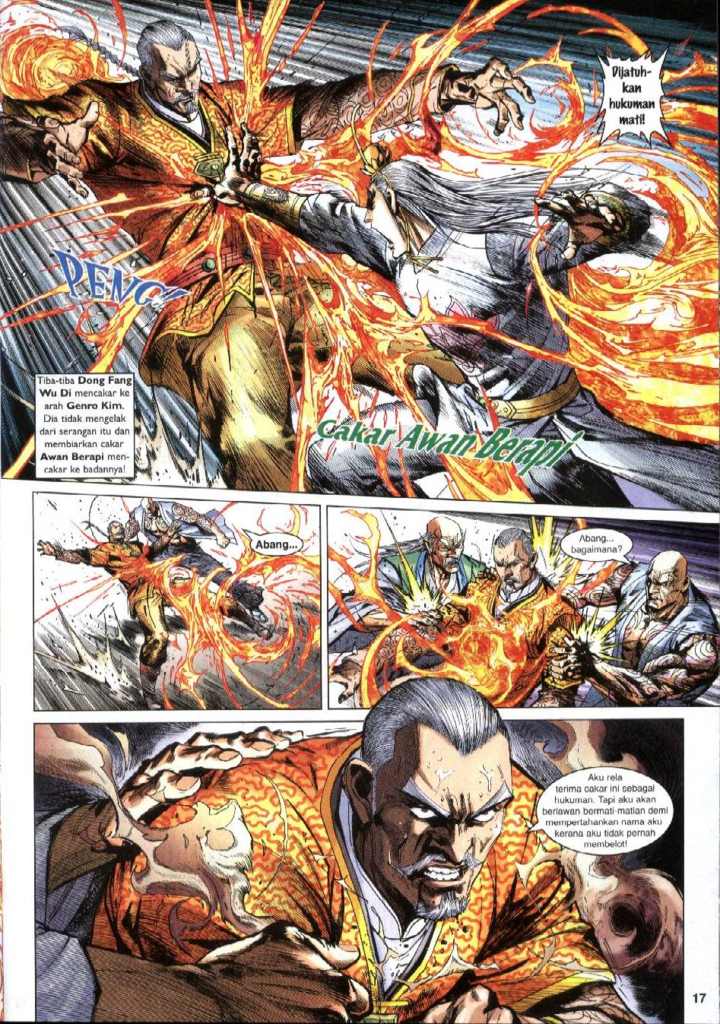 Dijatuh-
kan
hukuman
mati!
PENG!
Tiba-tiba Dong Fang
Wu Di mencakar ke
arah Genro Kim.
Dia tidak mengelak
dari serangan itu dan
membiarkan cakar
Awan Berapi men-
cakar ke badannya!
Cakar Awan Berapi
Abang...
Abang...
bagaimana?
Aku rela
terima cakar ini sebagai
hukuman. Tapi aku akan
berlawan bermati-matian demi
mempertahankan nama aku
kerana aku tidak pernah
membelot!
17